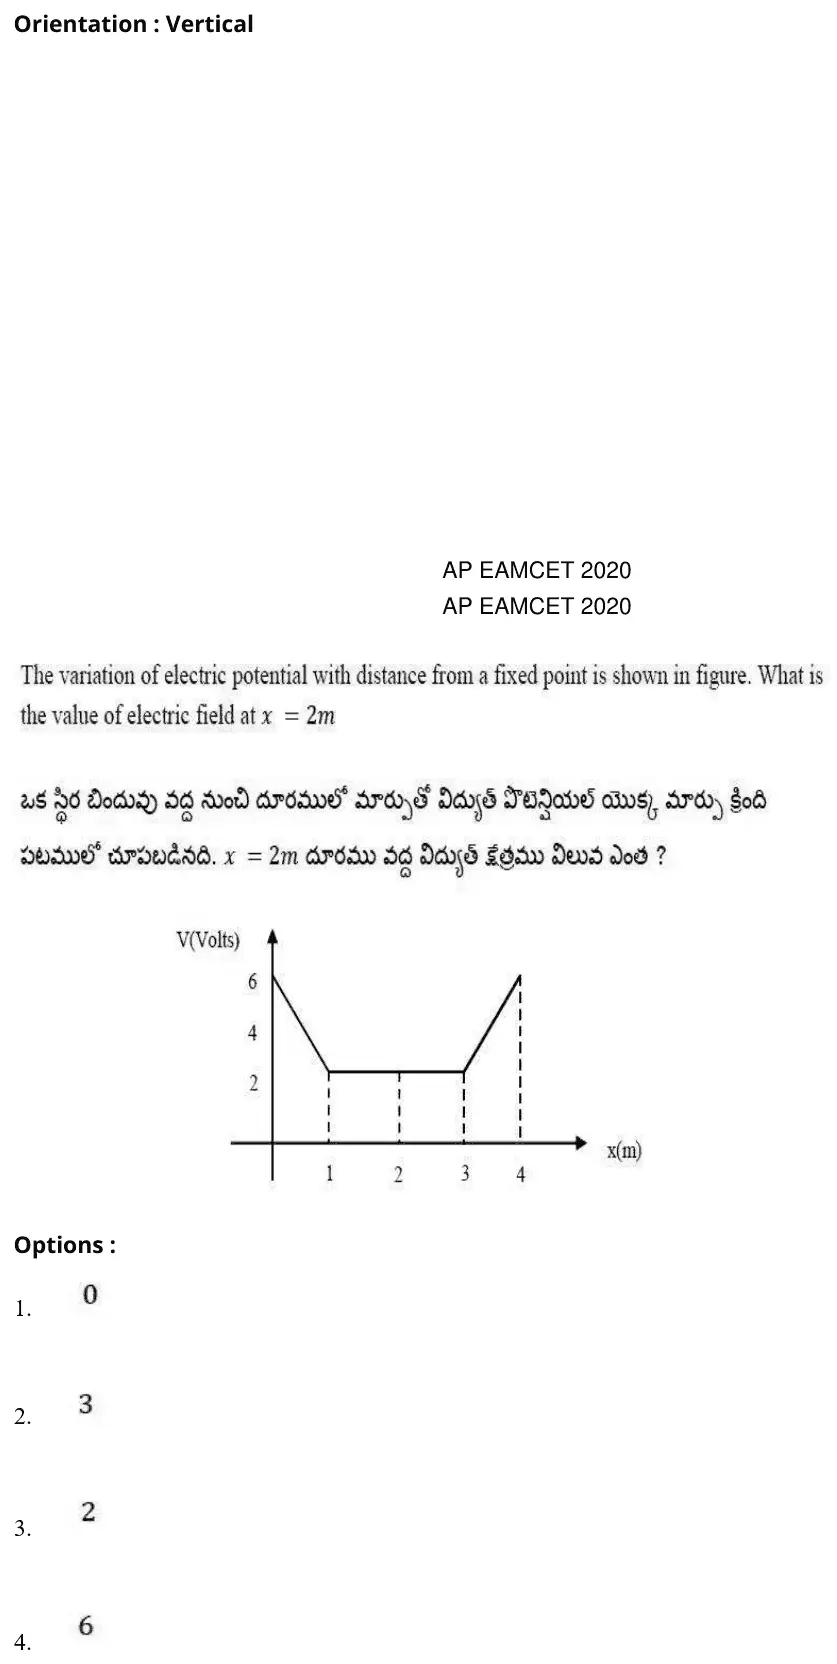 Orientation : Vertical
AP EAMCET 2020
AP EAMCET 2020
The variation of electric potential with distance from a fixed point is shown in figure. What is
the value of electric field at x = 2m
ఒక స్థిర బిందువు వద్ద నుంచి దూరములో మార్పుతో విద్యుత్ పొటెన్షియల్ యొక్క మార్పు క్రింది
పటములో చూపబడినది. x = 2m దూరము వద్ద విద్యుత్ క్షేత్రము విలువ ఎంత ?
V(Volts)
6
4
2
x(m)
1 2 3 4
Options :
1. 0
2. 3
3. 2
4. 6